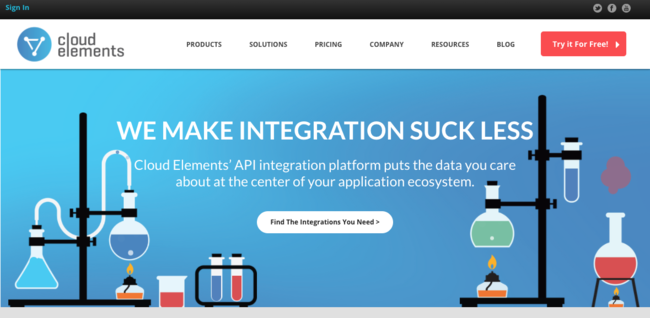 Sign In
cloud
elements
PRODUCTS
SOLUTIONS
PRICING
COMPANY
RESOURCES
BLOG
Try it For Free!
WE MAKE INTEGRATION SUCK LESS
Cloud Elements' API integration platform puts the data you care
about at the center of your application ecosystem.
Find The Integrations You Need >